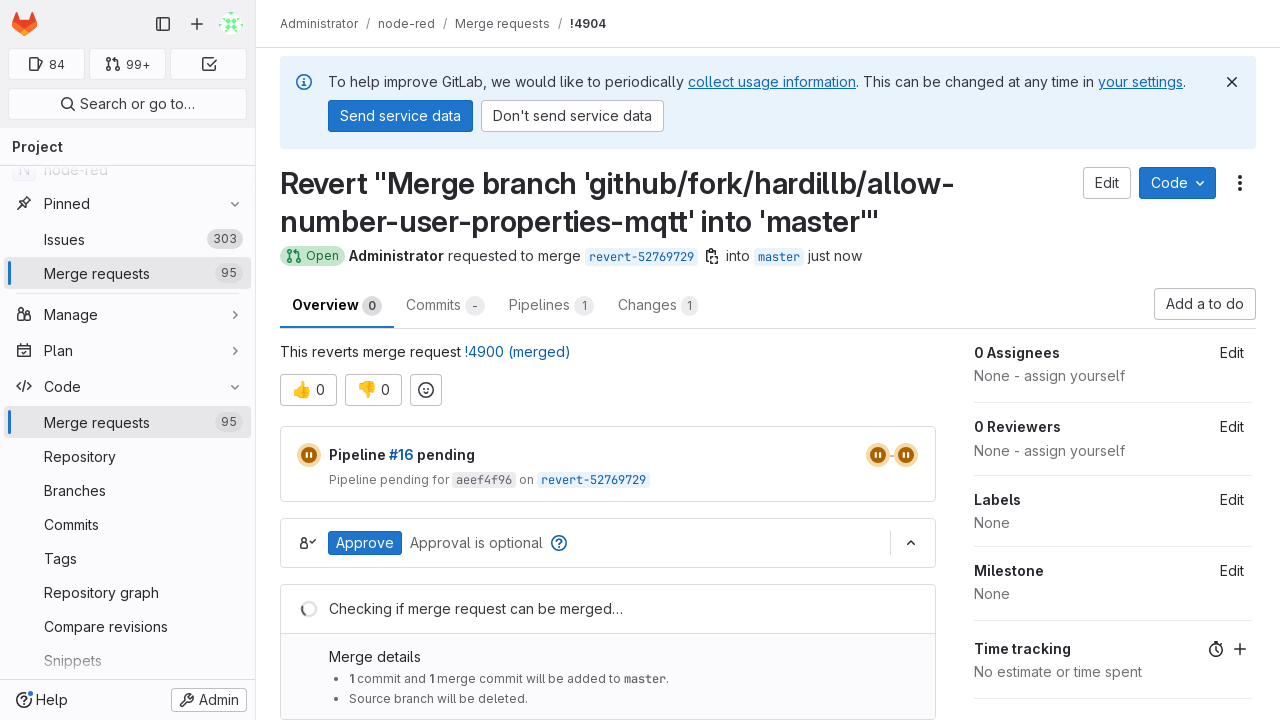 84
99+
Search or go to…
Project
N node-red
Pinned
Issues 303
Merge requests 95
Manage
Plan
Code
Merge requests 95
Repository
Branches
Commits
Tags
Repository graph
Compare revisions
Snippets
Help
Admin
Administrator / node-red / Merge requests / !4904
To help improve GitLab, we would like to periodically collect usage information. This can be changed at any time in your settings.
Send service data
Don't send service data
Revert "Merge branch 'github/fork/hardillb/allow-
number-user-properties-mqtt' into 'master'"
Edit
Code
Open Administrator requested to merge revert-52769729 into master just now
Overview 0
Commits -
Pipelines 1
Changes 1
Add a to do
This reverts merge request !4900 (merged)
👍 0
👎 0
Pipeline #16 pending
Pipeline pending for aeef4f96 on revert-52769729
Approve Approval is optional
Checking if merge request can be merged…
Merge details
• 1 commit and 1 merge commit will be added to master.
• Source branch will be deleted.
0 Assignees Edit
None - assign yourself
0 Reviewers Edit
None - assign yourself
Labels Edit
None
Milestone Edit
None
Time tracking
No estimate or time spent